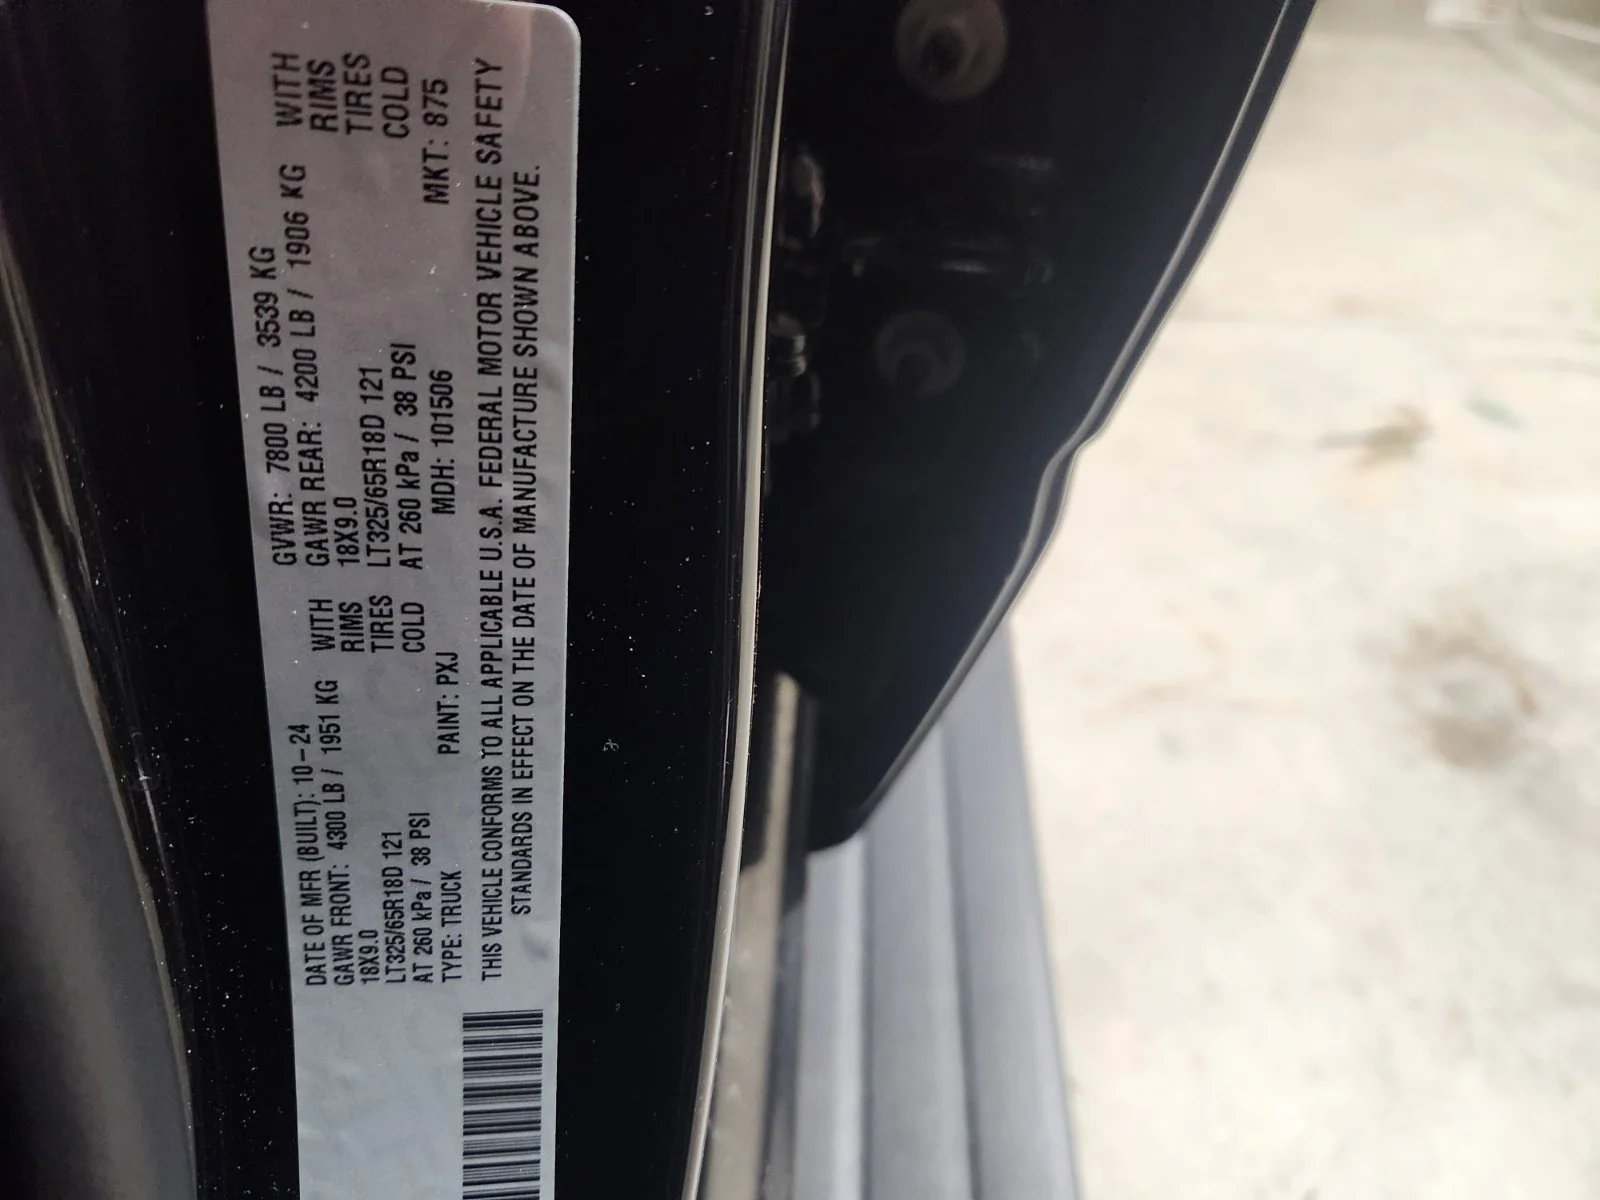 DATE OF MFR (BUILT): 10-24 GVWR: 7800 LB / 3539 KG
GAWR FRONT: 4300 LB / 1951 KG WITH GAWR REAR: 4200 LB / 1906 KG WITH
18X9.0 RIMS 18X9.0 RIMS
LT325/65R18D 121 TIRES LT325/65R18D 121 TIRES
AT 260 kPa / 38 PSI COLD AT 260 kPa / 38 PSI COLD
TYPE: TRUCK PAINT: PXJ MDH: 101506 MKT: 875
THIS VEHICLE CONFORMS TO ALL APPLICABLE U.S.A. FEDERAL MOTOR VEHICLE SAFETY
STANDARDS IN EFFECT ON THE DATE OF MANUFACTURE SHOWN ABOVE.